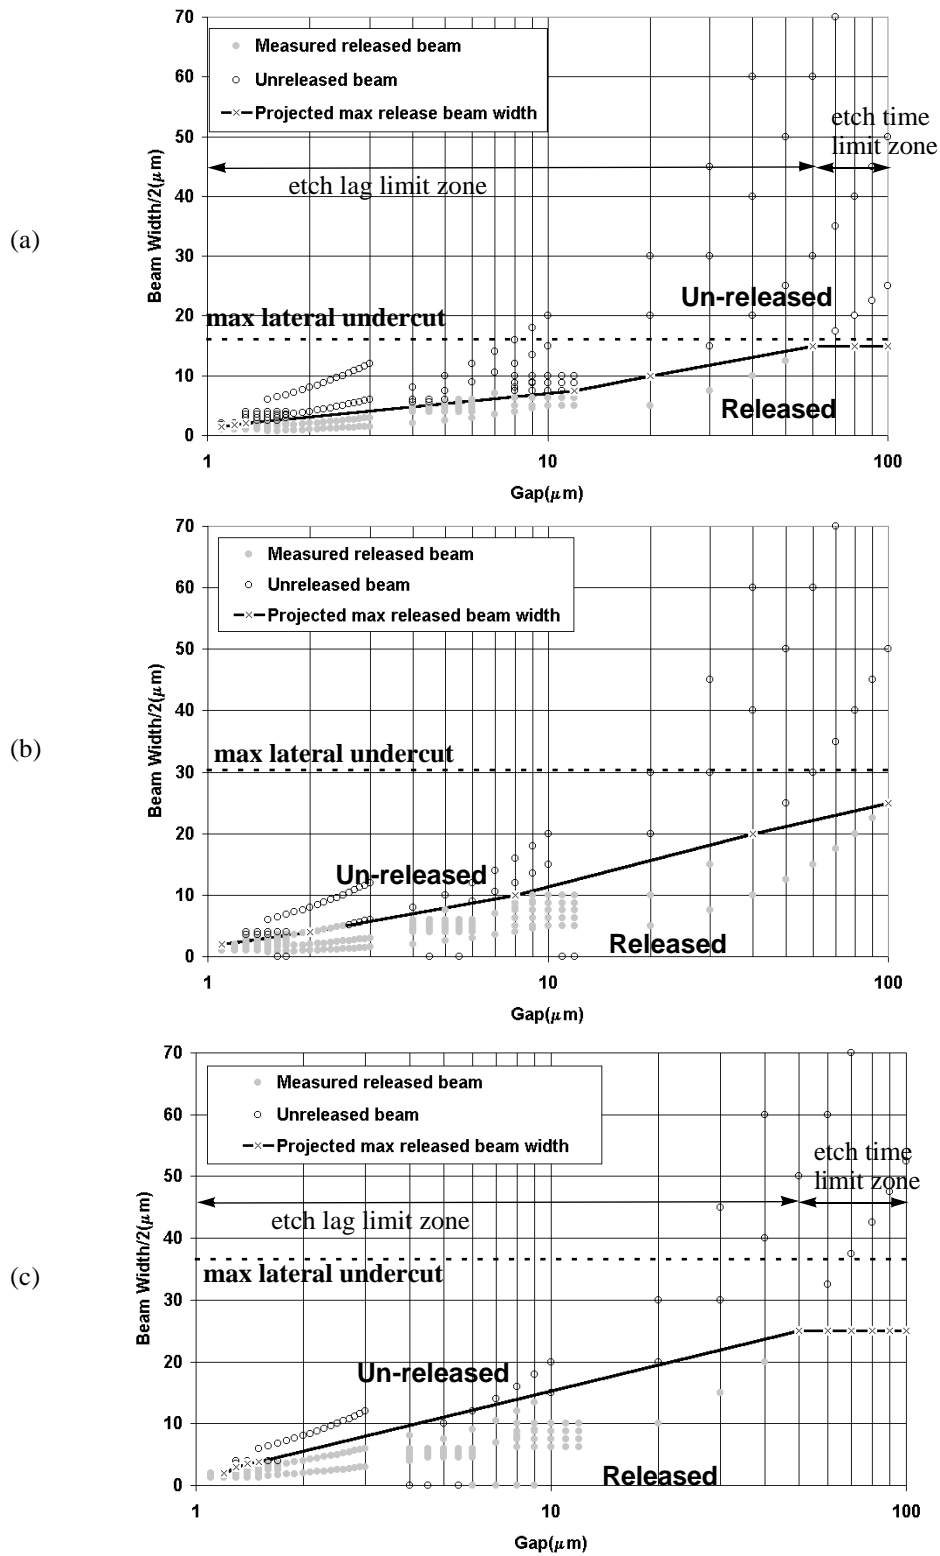 (a)
Beam Width/2(μm)
70
60
50
40
30
20
10
0
Measured released beam
Unreleased beam
Projected max release beam width
etch time
limit zone
etch lag limit zone
Un-released
max lateral undercut
Released
1
10
100
Gap(μm)
(b)
Beam Width/2(μm)
70
60
50
40
30
20
10
0
Measured released beam
Unreleased beam
Projected max released beam width
max lateral undercut
Un-released
Released
1
10
100
Gap(μm)
(c)
Beam Width/2(μm)
70
60
50
40
30
20
10
0
Measured released beam
Unreleased beam
Projected max released beam width
etch time
limit zone
etch lag limit zone
max lateral undercut
Un-released
Released
1
10
100
Gap(μm)